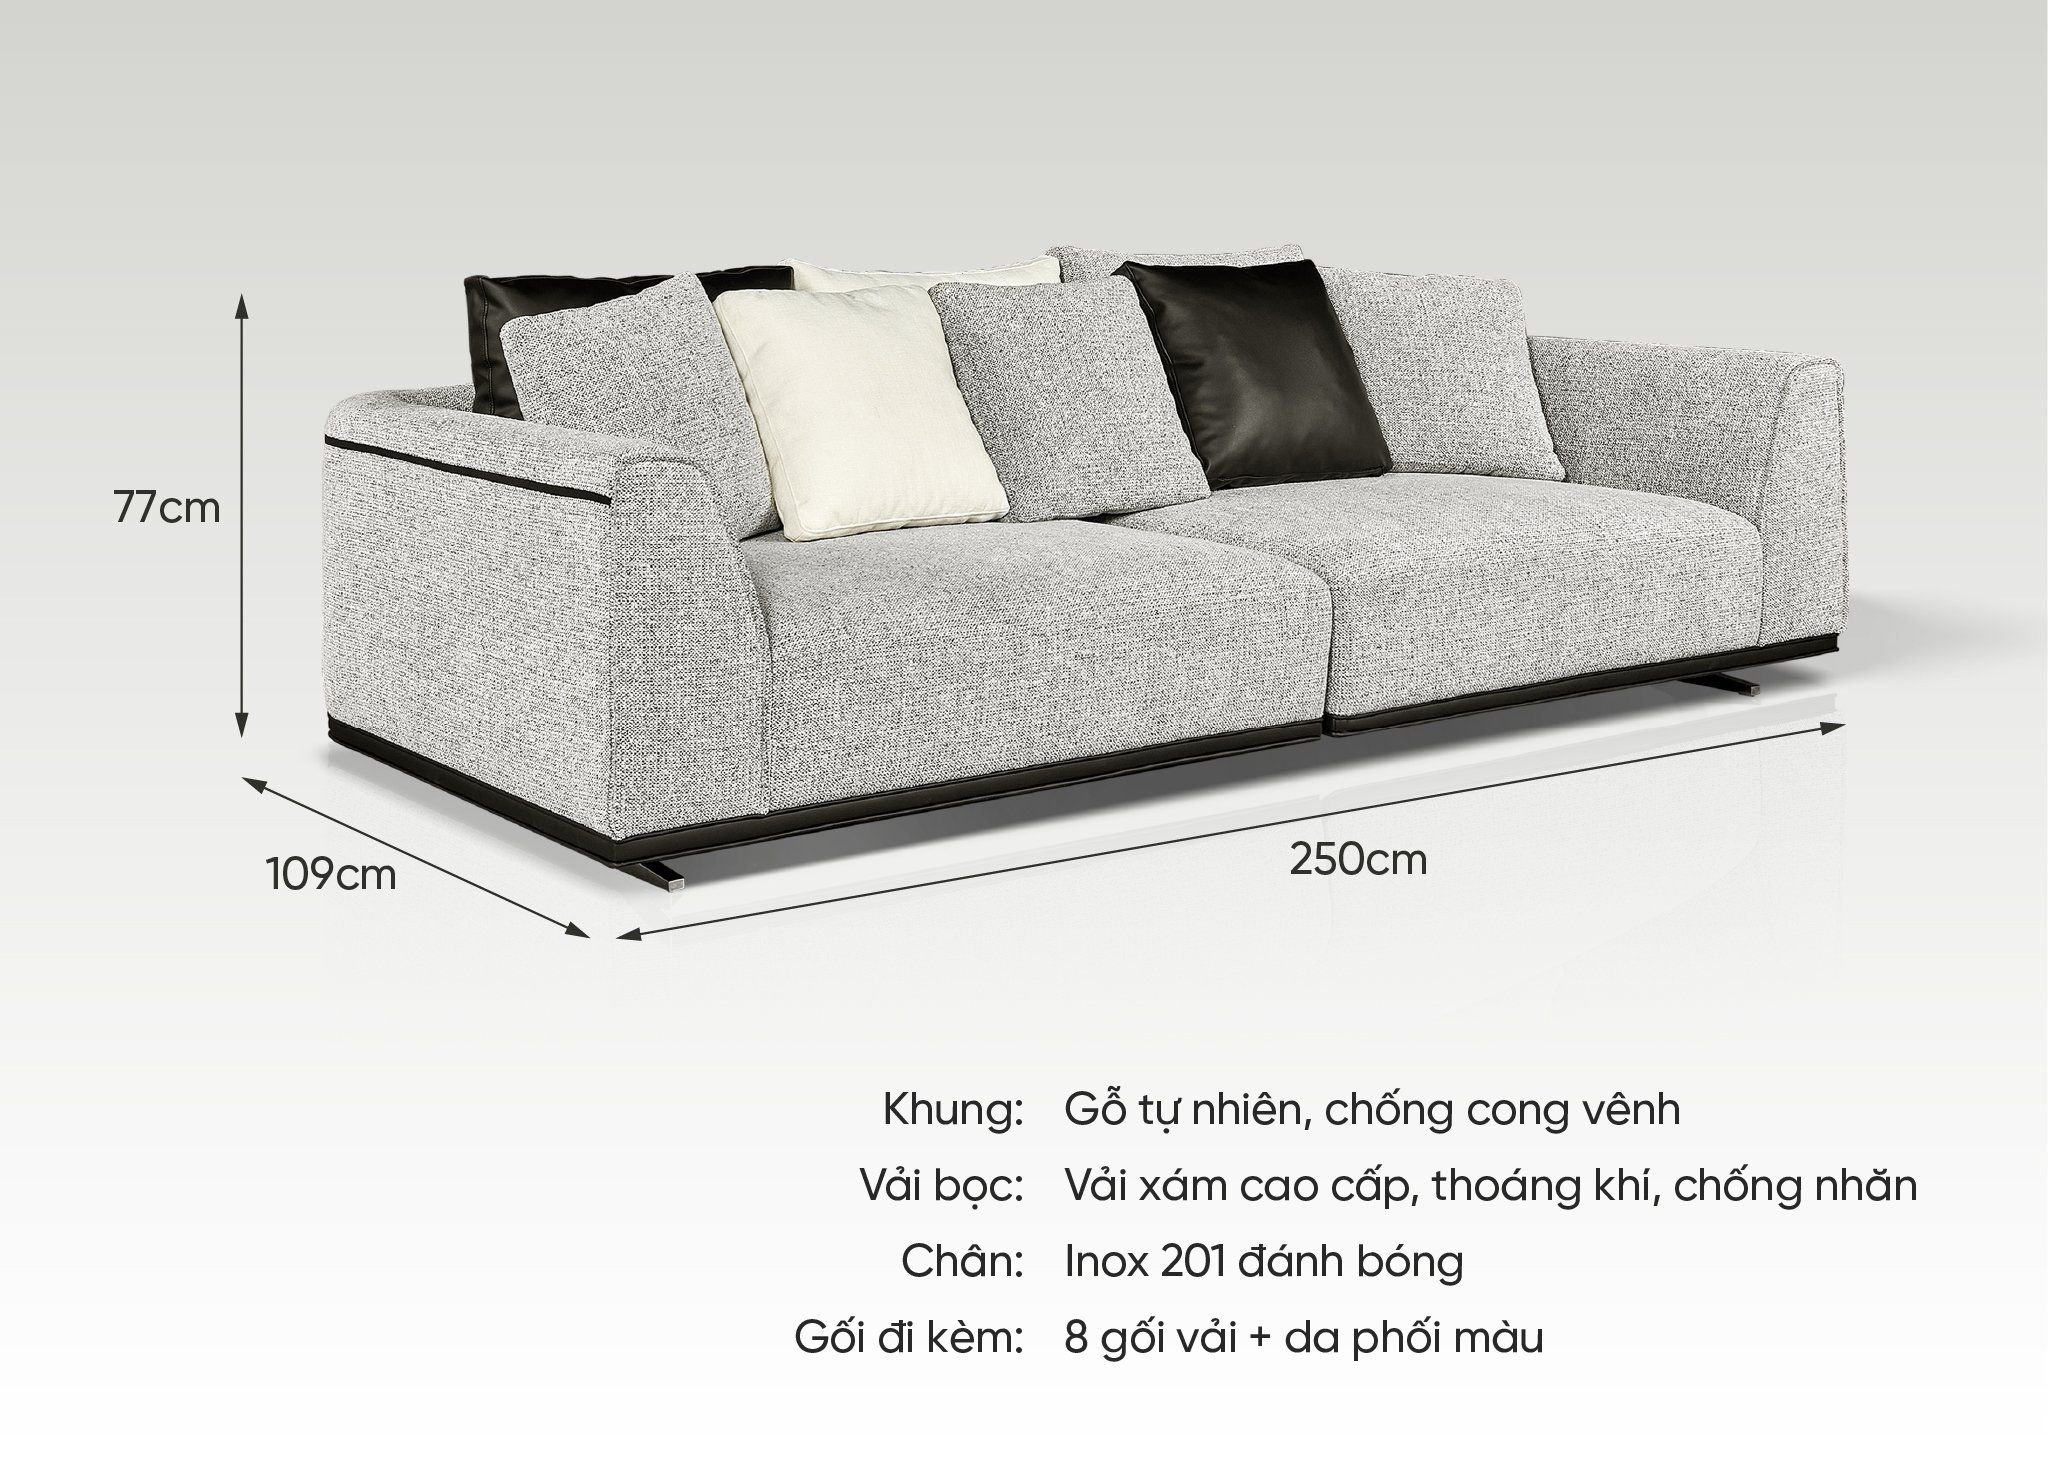 77cm
109cm
250cm
Khung: Gỗ tự nhiên, chống cong vênh
Vải bọc: Vải xám cao cấp, thoáng khí, chống nhăn
Chân: Inox 201 đánh bóng
Gối đi kèm: 8 gối vải + da phối màu